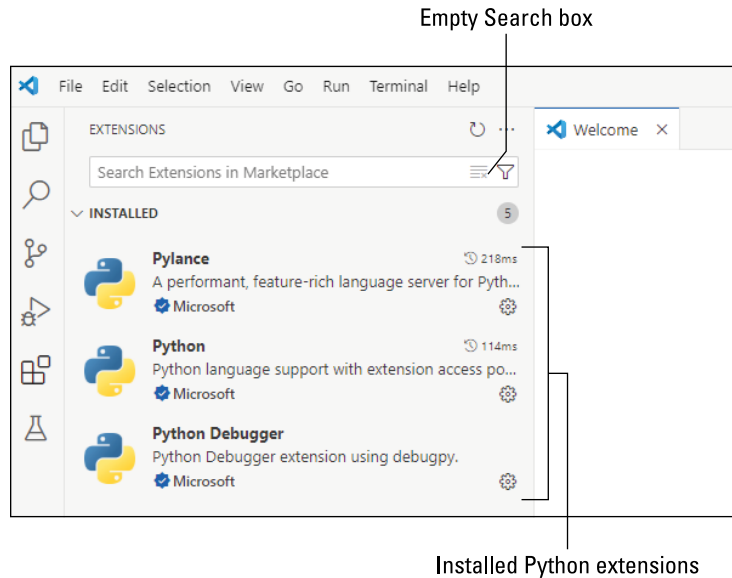 Empty Search box
File Edit Selection View Go Run Terminal Help
EXTENSIONS
Welcome
Search Extensions in Marketplace
INSTALLED 5
Pylance 218ms
A performant, feature-rich language server for Pyth...
Microsoft
Python 114ms
Python language support with extension access po...
Microsoft
Python Debugger
Python Debugger extension using debugpy.
Microsoft
Installed Python extensions